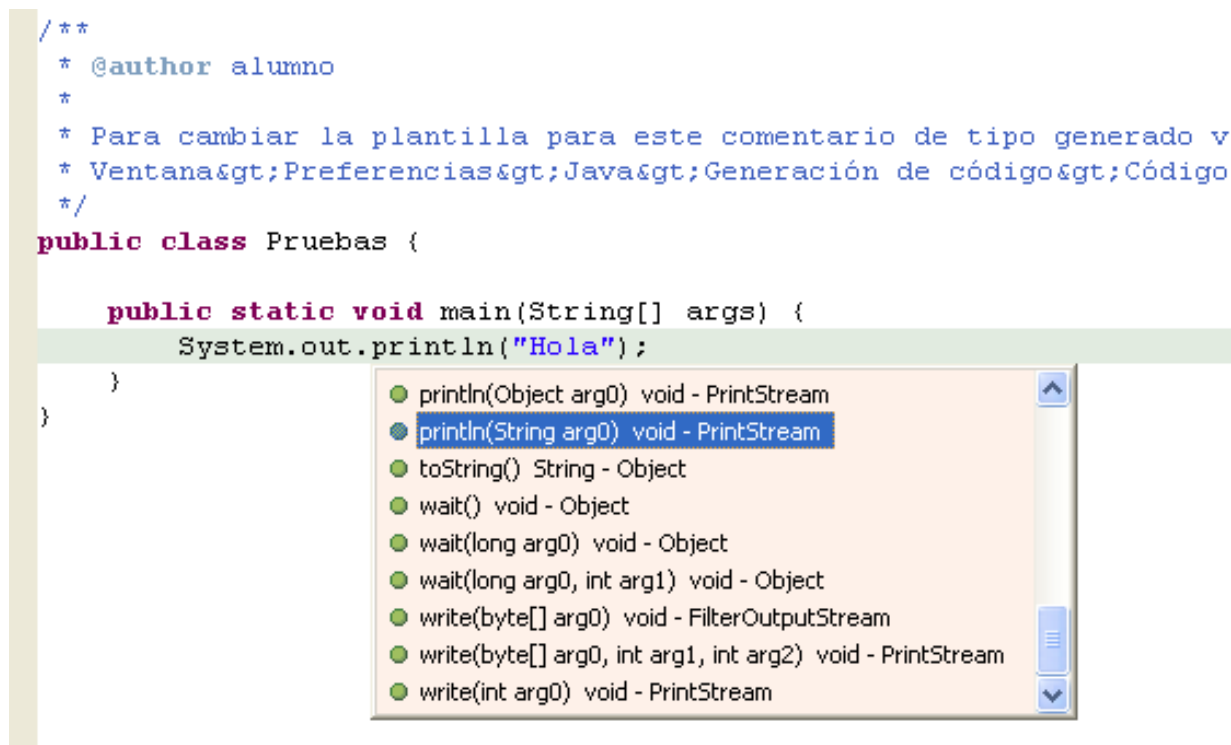 /**
 * @author alumno
 *
 * Para cambiar la plantilla para este comentario de tipo generado v
 * Ventana&gt;Preferencias&gt;Java&gt;Generación de código&gt;Código
 */
public class Pruebas {
    public static void main(String[] args) {
        System.out.println("Hola");
    }
}
println(Object arg0)  void - PrintStream
println(String arg0)  void - PrintStream
toString()  String - Object
wait()  void - Object
wait(long arg0)  void - Object
wait(long arg0, int arg1)  void - Object
write(byte[] arg0)  void - FilterOutputStream
write(byte[] arg0, int arg1, int arg2)  void - PrintStream
write(int arg0)  void - PrintStream